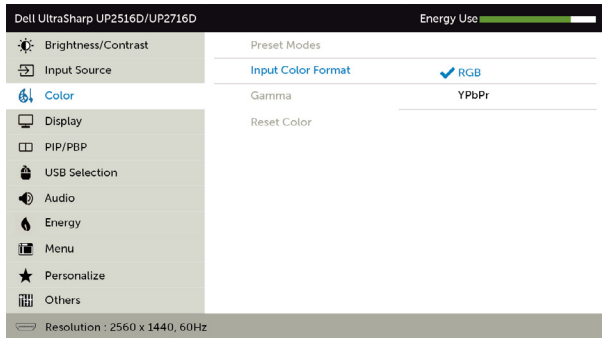 Dell UltraSharp UP2516D/UP2716D
Energy Use
Brightness/Contrast
Preset Modes
Input Source
Input Color Format
RGB
Color
Gamma
YPbPr
Display
Reset Color
PIP/PBP
USB Selection
Audio
Energy
Menu
Personalize
Others
Resolution : 2560 x 1440, 60Hz